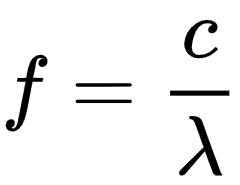 f = c/λ